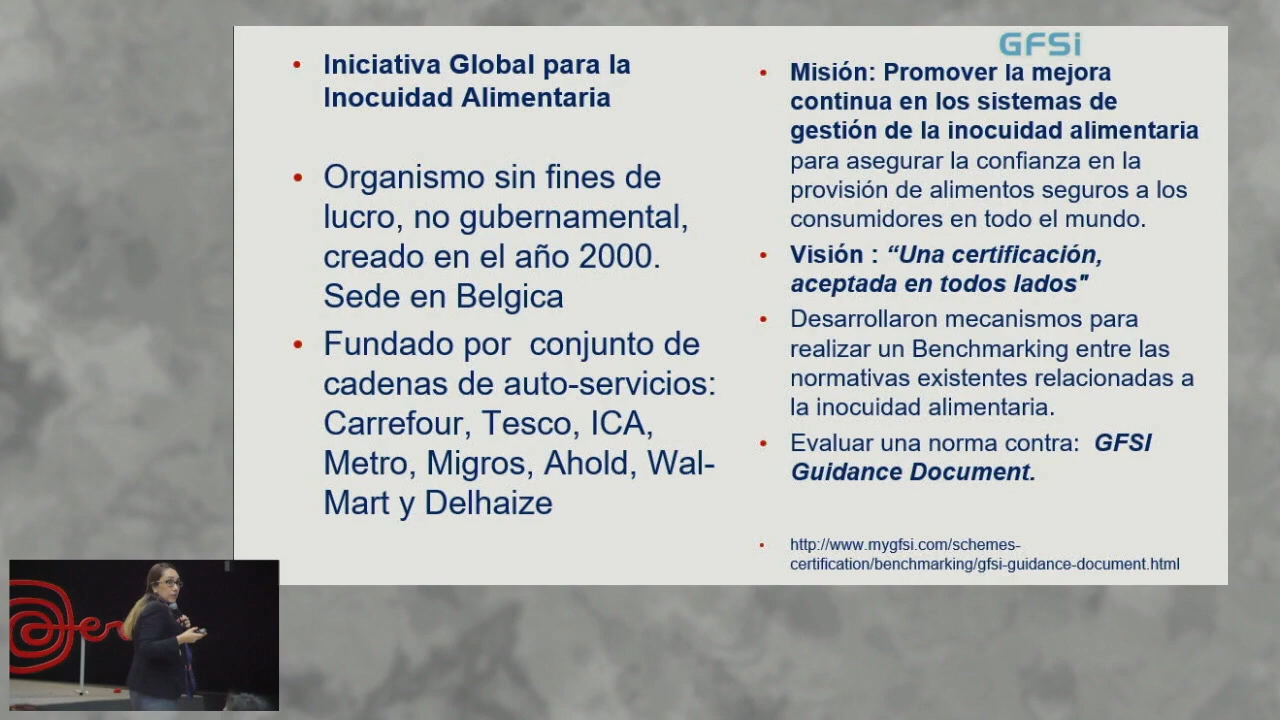 Iniciativa Global para la
Inocuidad Alimentaria
Organismo sin fines de
lucro, no gubernamental,
creado en el año 2000.
Sede en Belgica
Fundado por conjunto de
cadenas de auto-servicios:
Carrefour, Tesco, ICA,
Metro, Migros, Ahold, Wal-
Mart y Delhaize
GFSi
Misión: Promover la mejora
continua en los sistemas de
gestión de la inocuidad alimentaria
para asegurar la confianza en la
provisión de alimentos seguros a los
consumidores en todo el mundo.
Visión : “Una certificación,
aceptada en todos lados"
Desarrollaron mecanismos para
realizar un Benchmarking entre las
normativas existentes relacionadas a
la inocuidad alimentaria.
Evaluar una norma contra: GFSI
Guidance Document.
http://www.mygfsi.com/schemes-
certification/benchmarking/gfsi-guidance-document.html